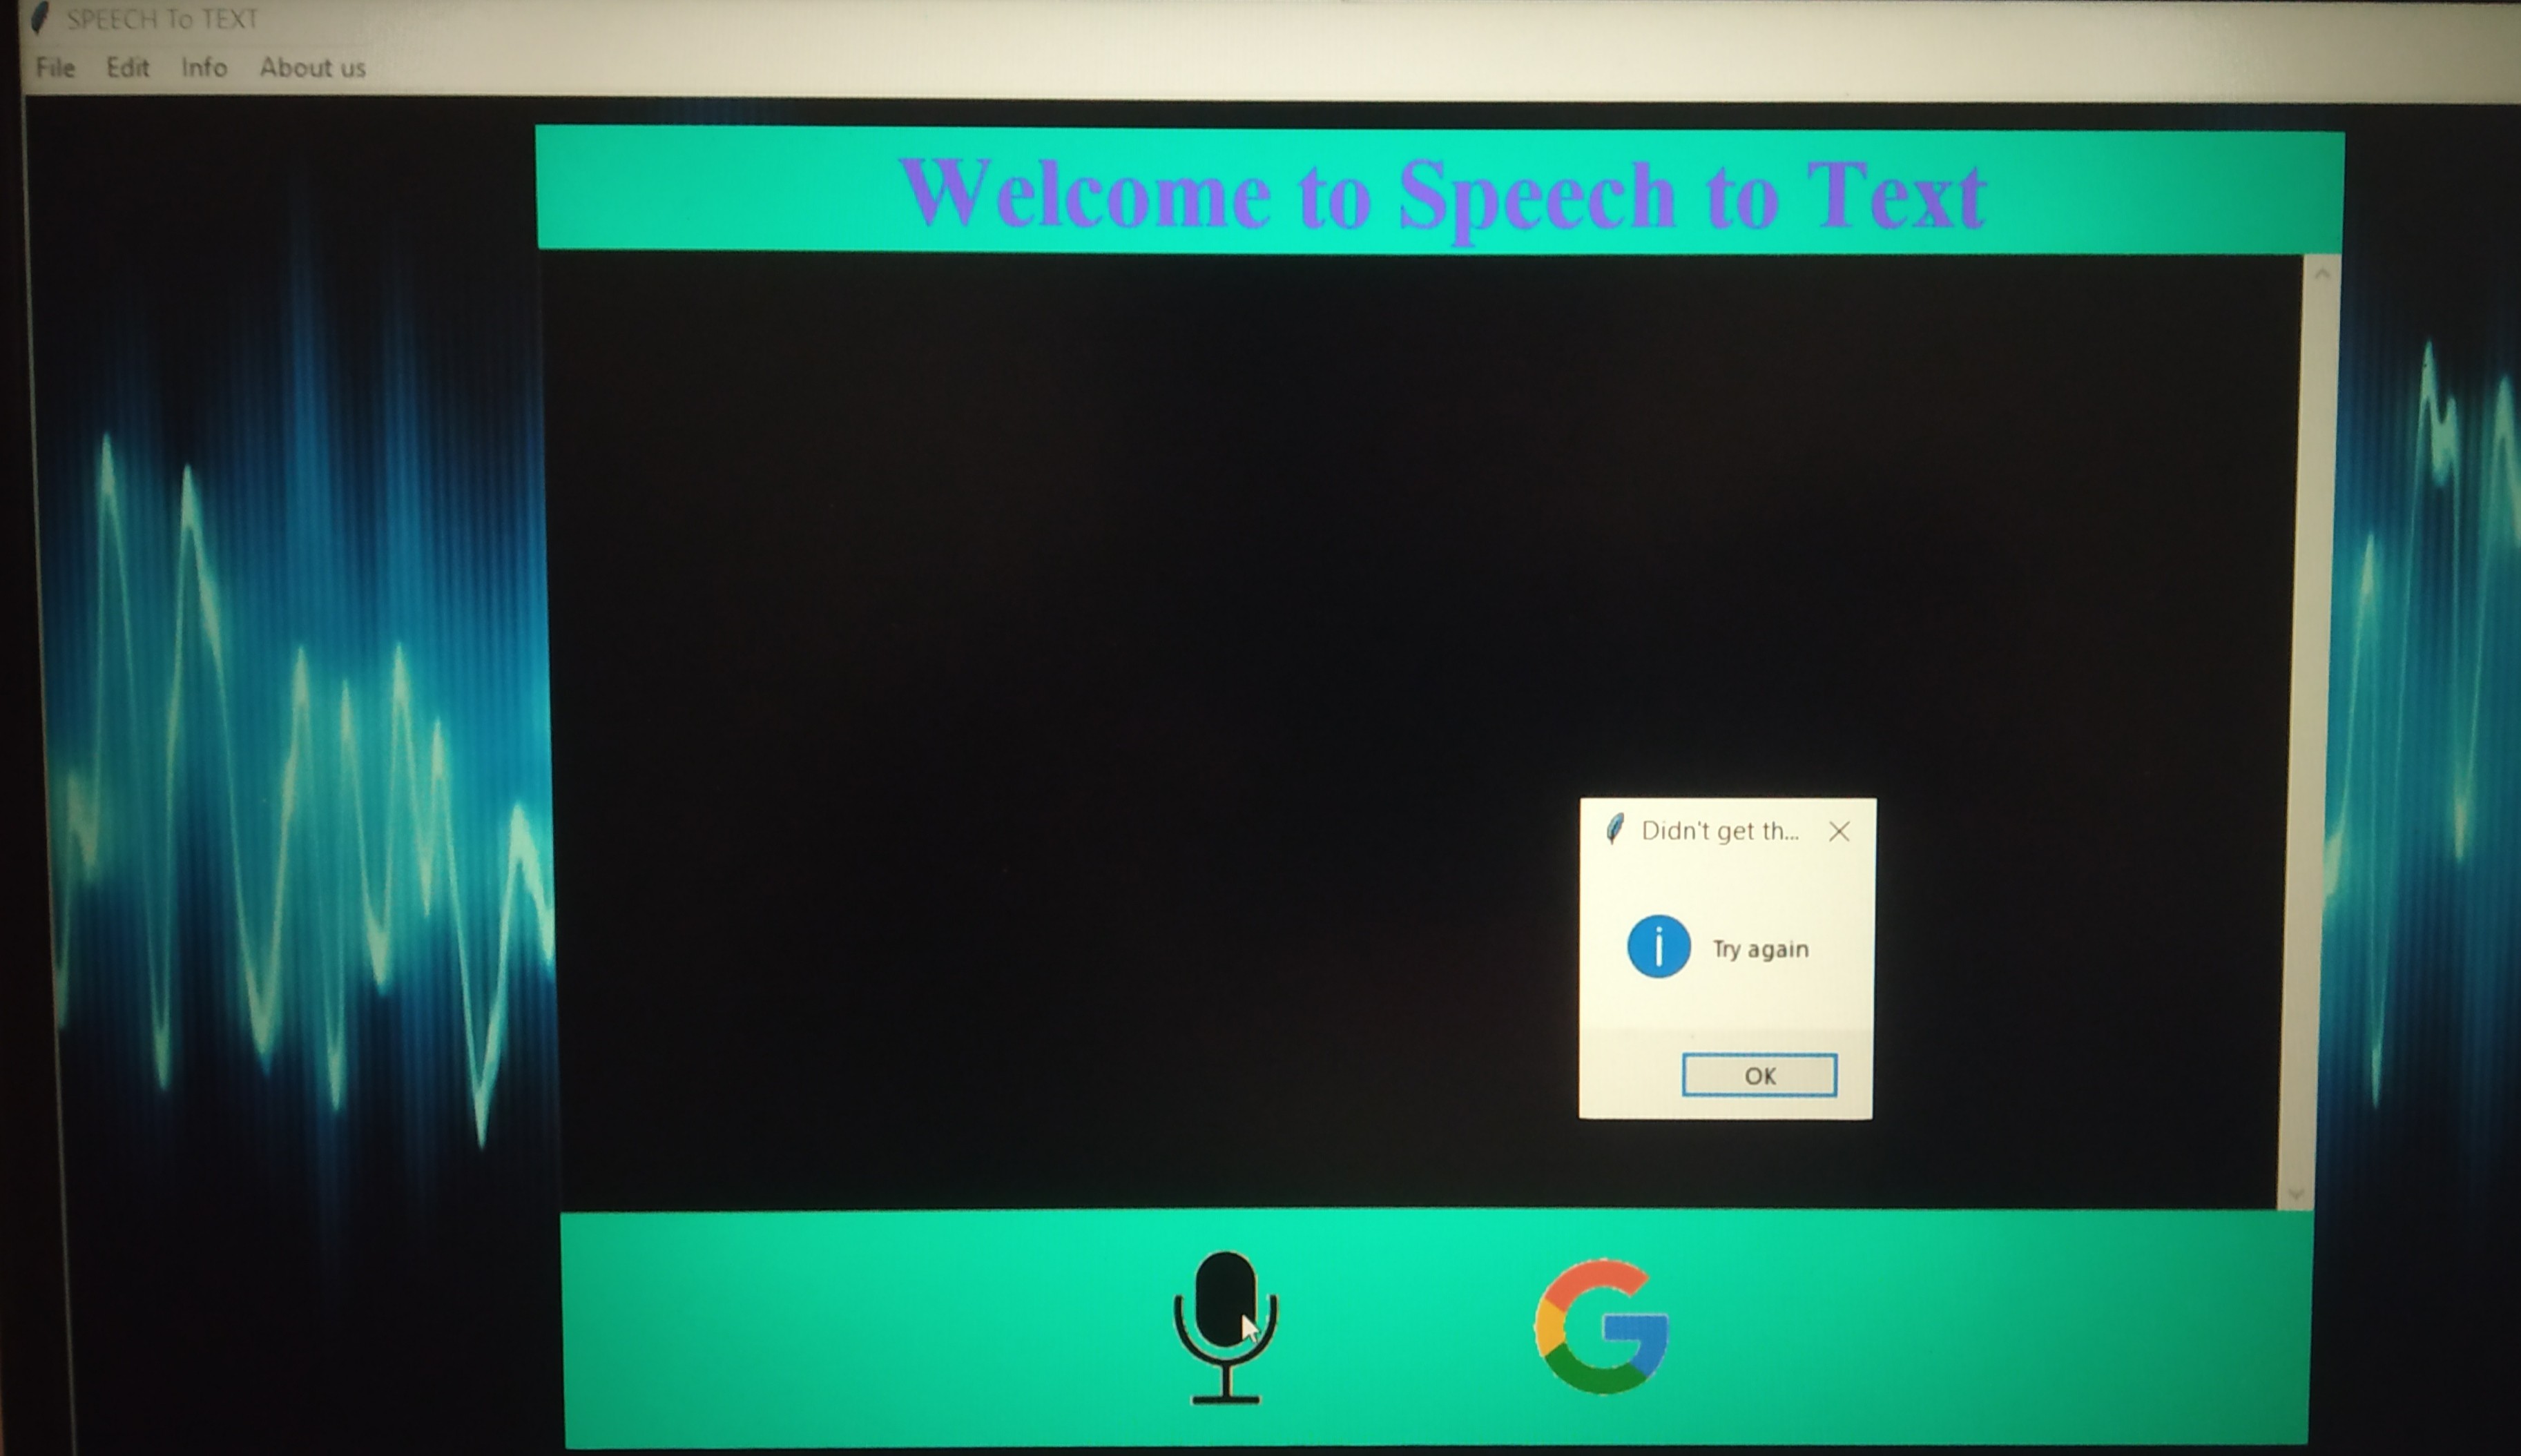 SPEECH To TEXT
File Edit Info About us
Welcome to Speech to Text
Didn't get th...
Try again
OK